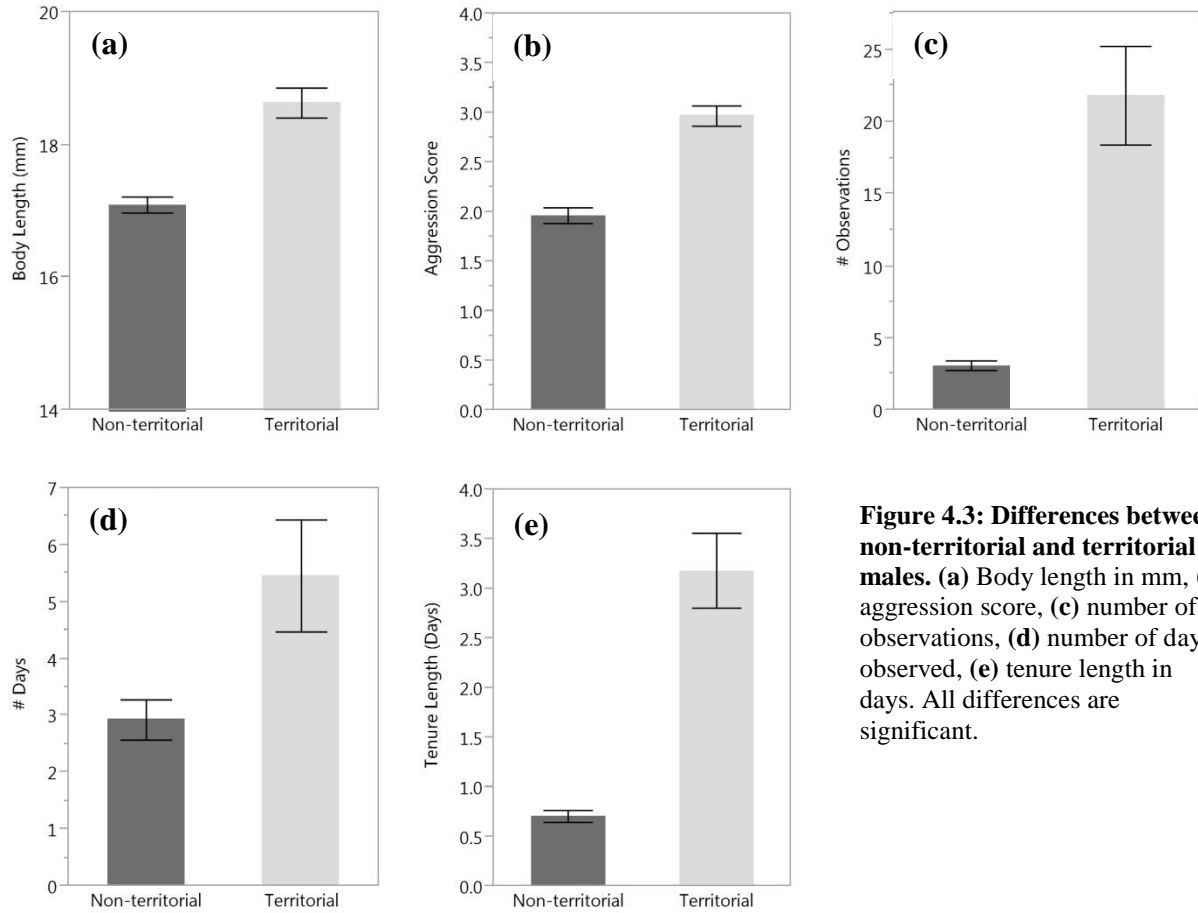 (a)
Body Length (mm)
20
18
16
14
Non-territorial Territorial
(b)
Aggression Score
4.0
3.5
3.0
2.5
2.0
1.5
1.0
0.5
0.0
Non-territorial Territorial
(c)
# Observations
25
20
15
10
5
0
Non-territorial Territorial
(d)
# Days
7
6
5
4
3
2
1
0
Non-territorial Territorial
(e)
Tenure Length (Days)
4.0
3.5
3.0
2.5
2.0
1.5
1.0
0.5
0.0
Non-territorial Territorial
Figure 4.3: Differences
non-territorial and territorial
males. (a) Body length in mm,
aggression score, (c) number of
observations, (d) number of
observed, (e) tenure length in
days. All differences are
significant.